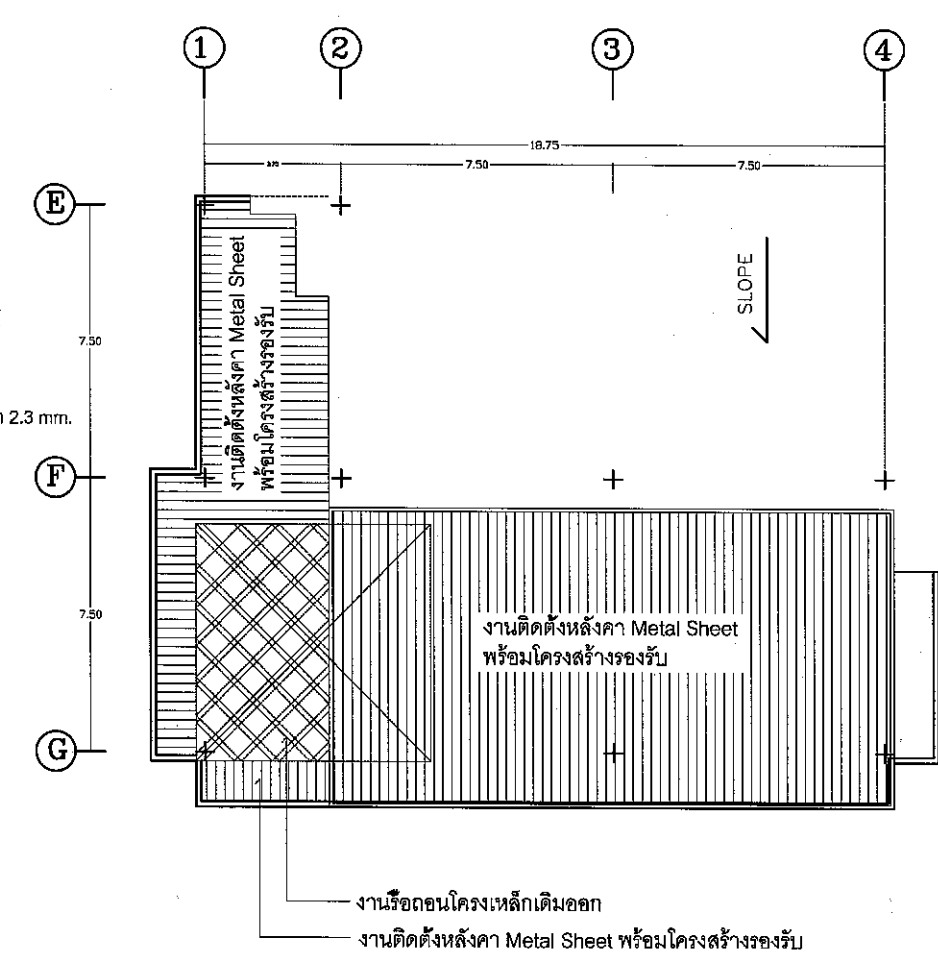 1
2
3
4
18.75
7.50
7.50
E
SLOPE
งานติดตั้งหลังคา Metal Sheet
พร้อมโครงสร้างรองรับ
7.50
2.3 mm.
F
7.50
งานติดตั้งหลังคา Metal Sheet
พร้อมโครงสร้างรองรับ
G
งานรื้อถอนโครงเหล็กเดิมออก
งานติดตั้งหลังคา Metal Sheet พร้อมโครงสร้างรองรับ